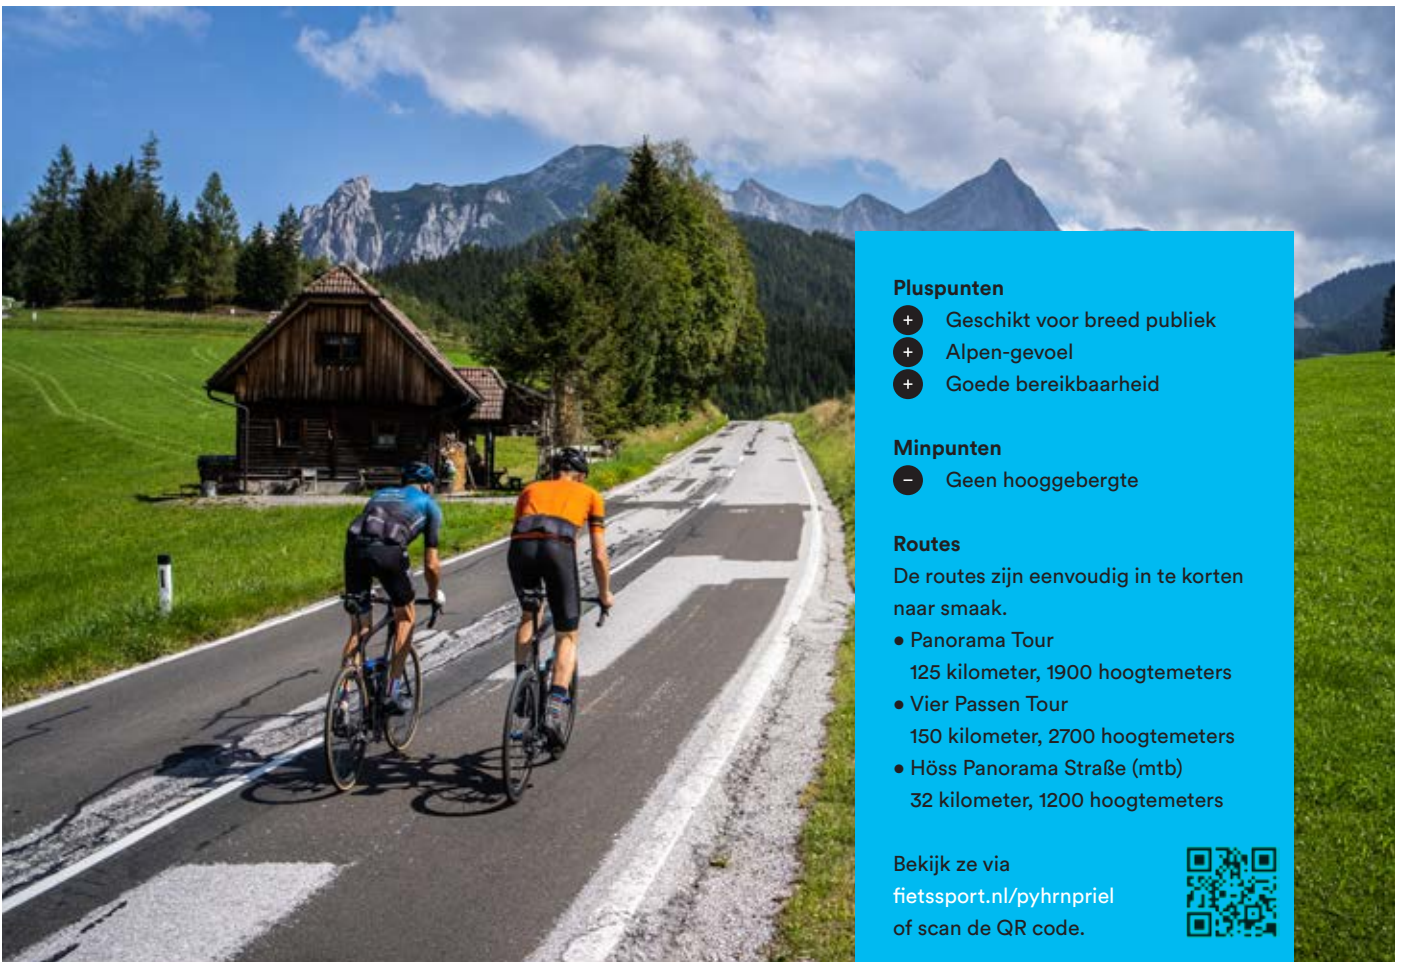 Pluspunten
+ Geschikt voor breed publiek
+ Alpen-gevoel
+ Goede bereikbaarheid
Minpunten
− Geen hooggebergte
Routes
De routes zijn eenvoudig in te korten
naar smaak.
• Panorama Tour
125 kilometer, 1900 hoogtemeters
• Vier Passen Tour
150 kilometer, 2700 hoogtemeters
• Höss Panorama Straße (mtb)
32 kilometer, 1200 hoogtemeters
Bekijk ze via
fietssport.nl/pyhrnpriel
of scan de QR code.